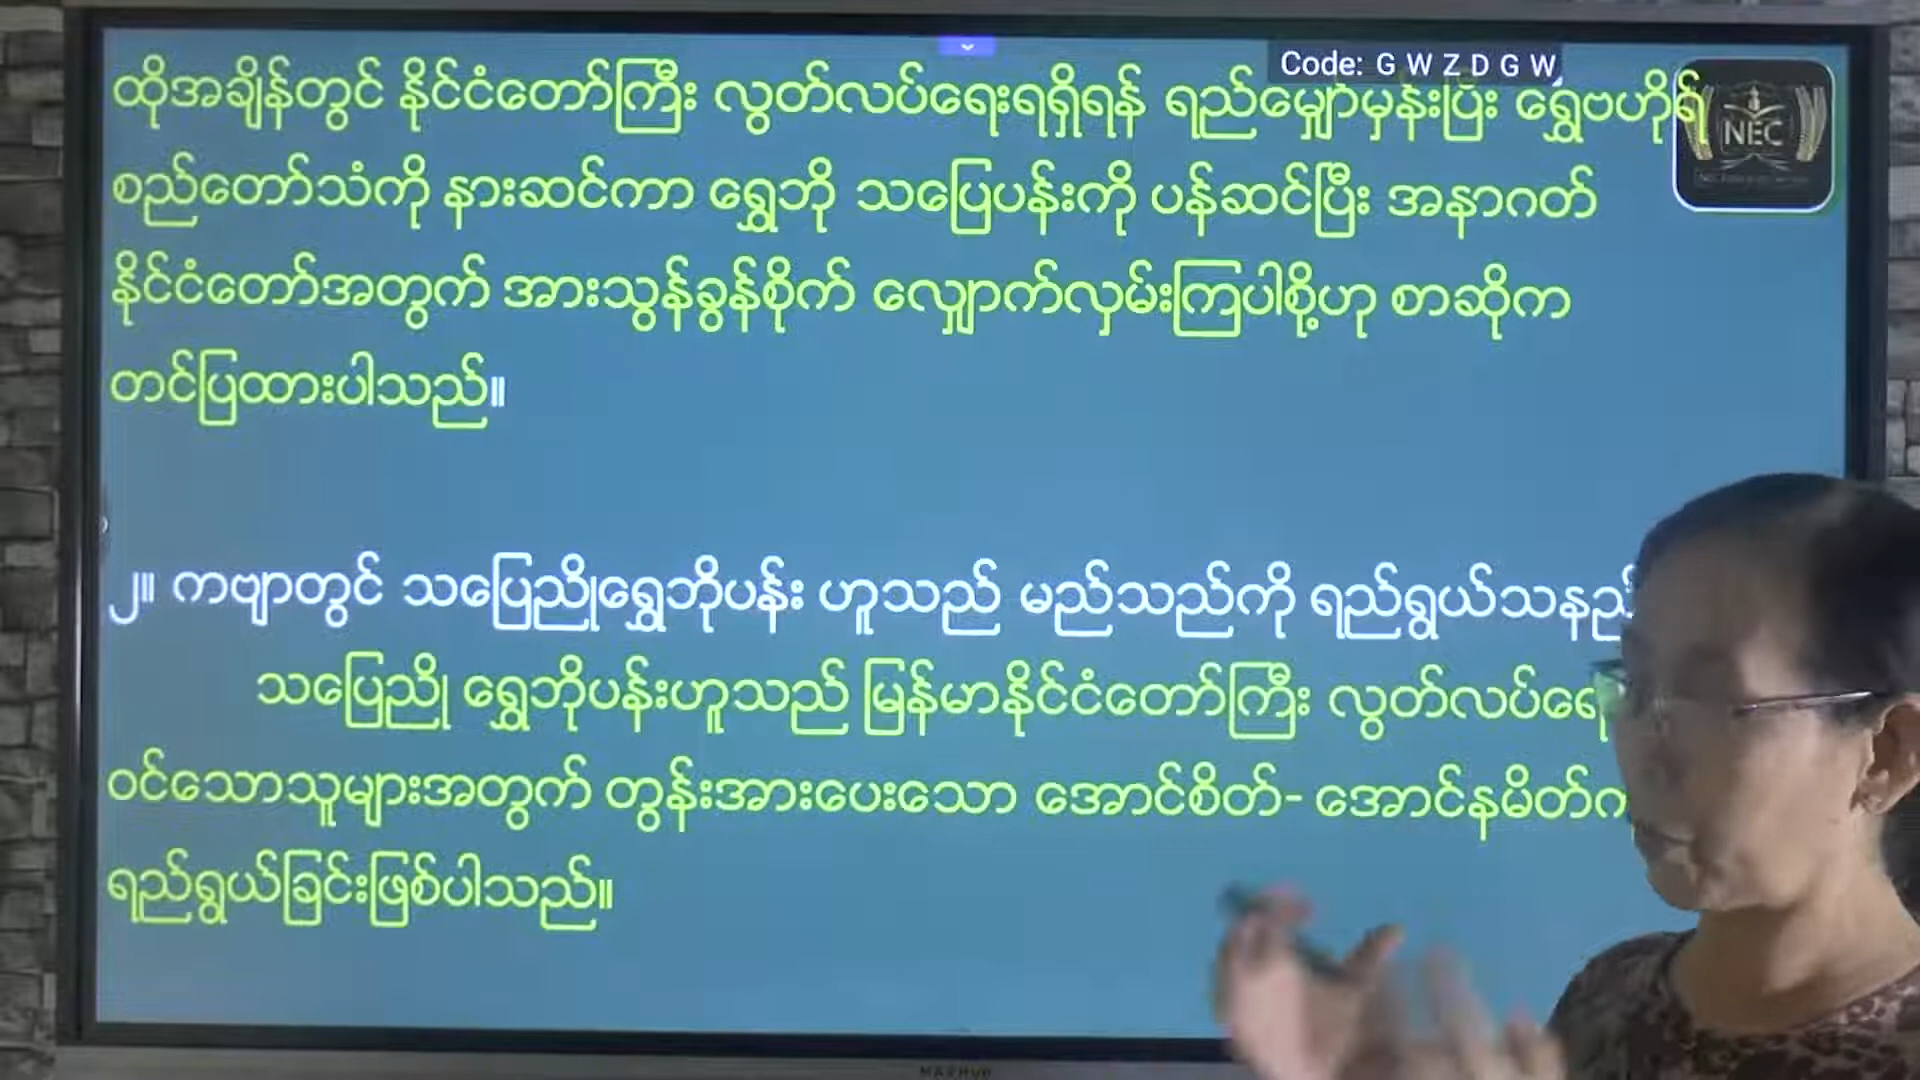 Code: G W Z D G W
ထိုအချိန်တွင် နိုင်ငံတော်ကြီး လွတ်လပ်ရေးရရှိရန် ရည်မျှော်မှန်းပြီး ရွှေဗဟိုရ်
NEC
စည်တော်သံကို နားဆင်ကာ ရွှေဘို သပြေပန်းကို ပန်ဆင်ပြီး အနာဂတ်
နိုင်ငံတော်အတွက် အားသွန်ခွန်စိုက် လျှောက်လှမ်းကြပါစို့ဟု စာဆိုက
တင်ပြထားပါသည်။
၂။ ကဗျာတွင် သပြေညိုရွှေဘိုပန်း ဟူသည် မည်သည်ကို ရည်ရွယ်သနည်
သပြေညို ရွှေဘိုပန်းဟူသည် မြန်မာနိုင်ငံတော်ကြီး လွတ်လပ်ရေ
ဝင်သောသူများအတွက် တွန်းအားပေးသော အောင်စိတ်- အောင်နမိတ်က
ရည်ရွယ်ခြင်းဖြစ်ပါသည်။